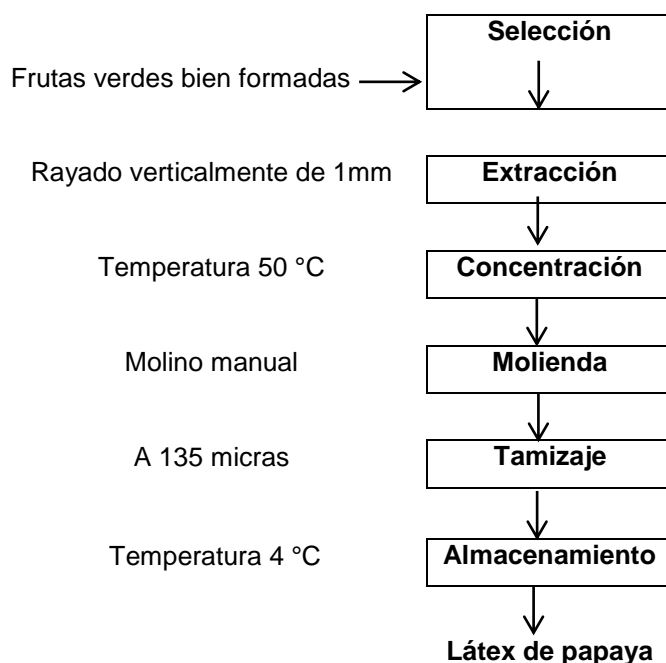 Selección
Frutas verdes bien formadas
Rayado verticalmente de 1mm
Extracción
Temperatura 50 °C
Concentración
Molino manual
Molienda
A 135 micras
Tamizaje
Temperatura 4 °C
Almacenamiento
Látex de papaya